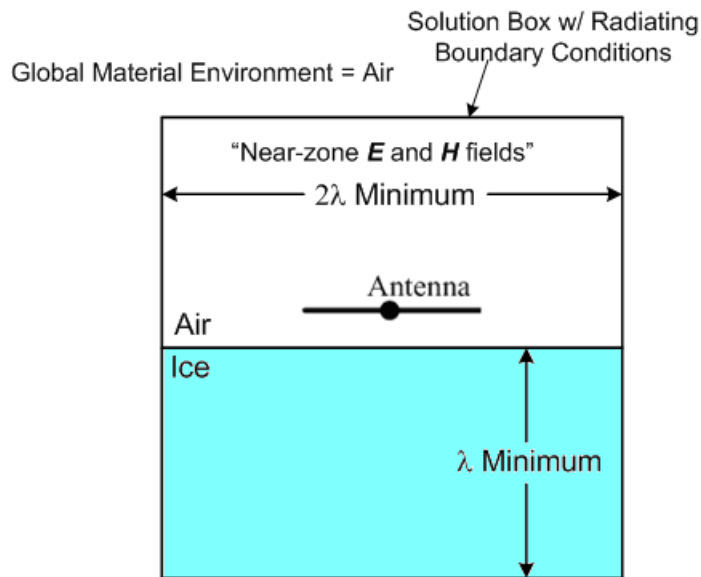 Solution Box w/ Radiating
Boundary Conditions
Global Material Environment = Air
“Near-zone E and H fields”
2λ Minimum
Antenna
Air
Ice
λ Minimum